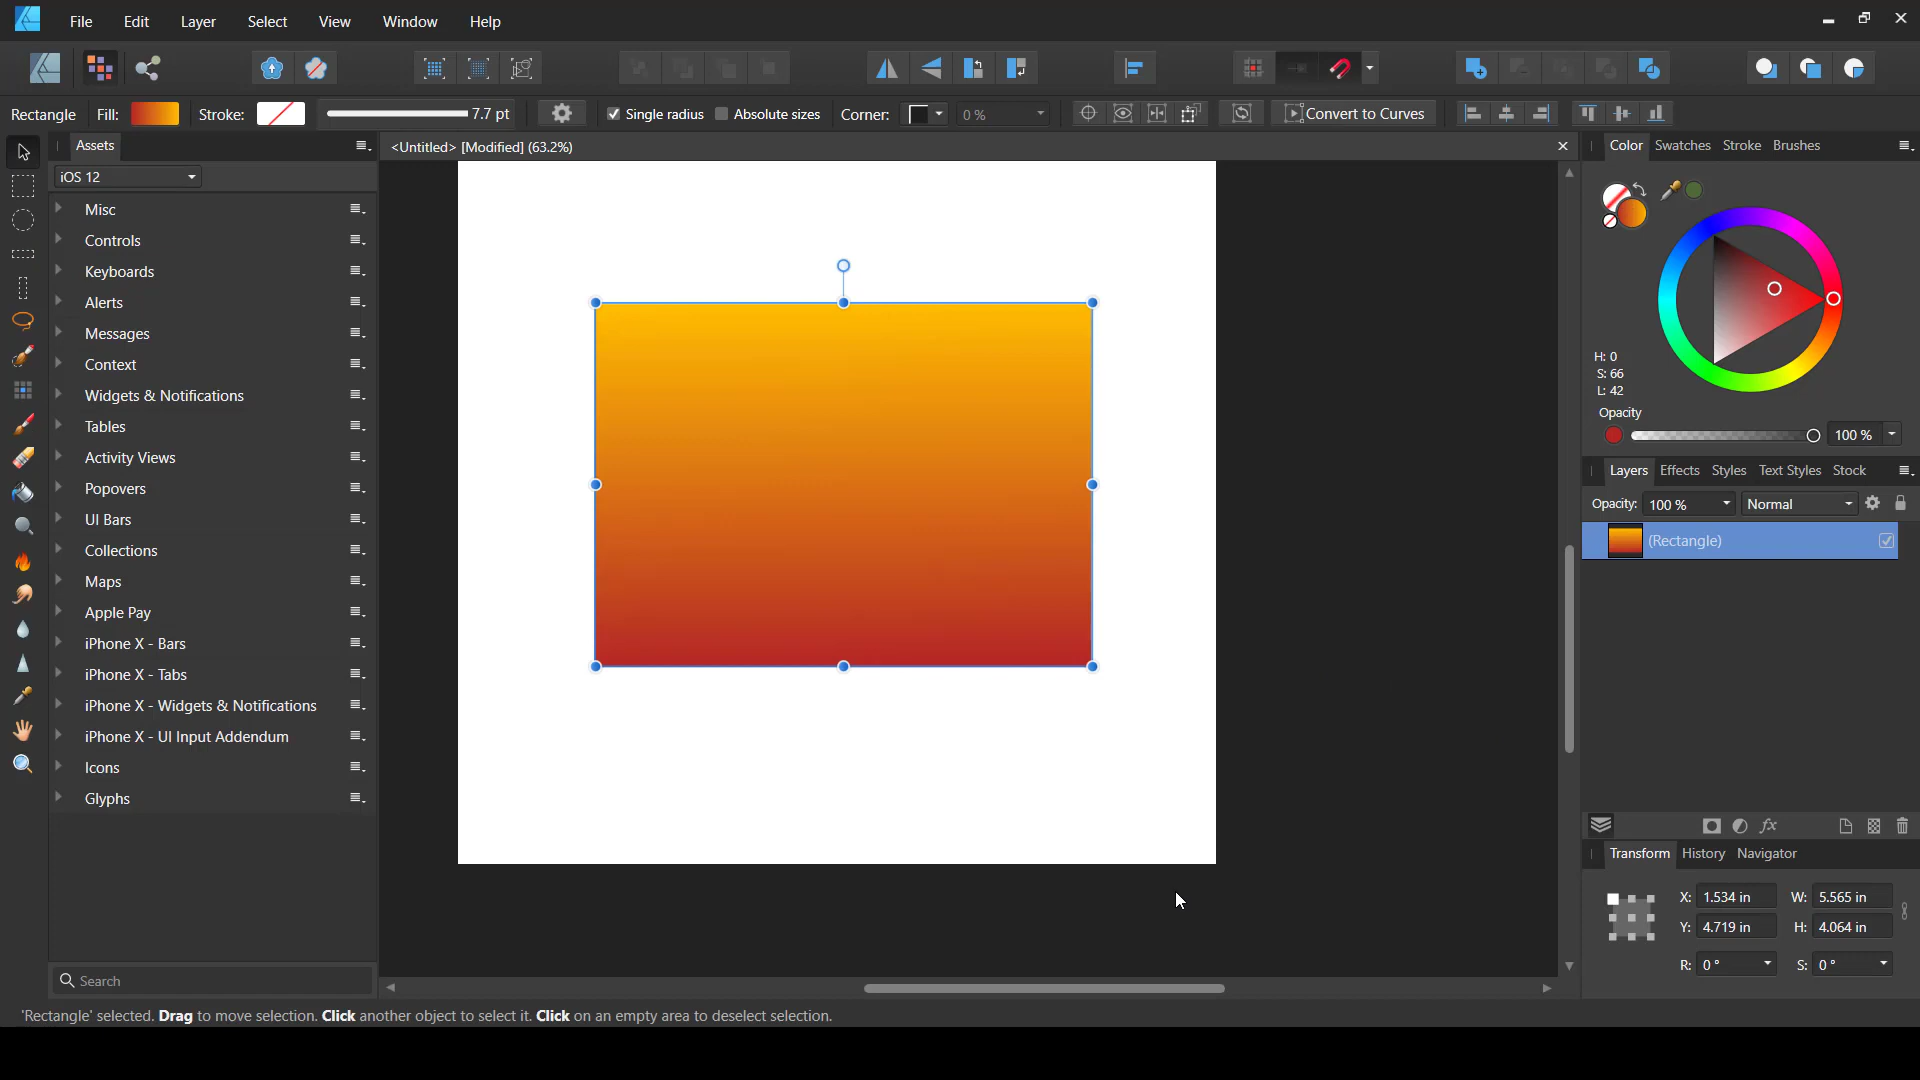 File Edit Layer Select View Window Help
Rectangle Fill: Stroke: 7.7 pt Single radius Absolute sizes Corner: 0 % Convert to Curves
Assets
<Untitled> [Modified] (63.2%)
Color Swatches Stroke Brushes
iOS 12
Misc
Controls
Keyboards
Alerts
Messages
Context
Widgets & Notifications
Tables
Activity Views
Popovers
UI Bars
Collections
Maps
Apple Pay
iPhone X - Bars
iPhone X - Tabs
iPhone X - Widgets & Notifications
iPhone X - UI Input Addendum
Icons
Glyphs
Search
H: 0
S: 66
L: 42
Opacity
100 %
Layers Effects Styles Text Styles Stock
Opacity: 100 % Normal
(Rectangle)
fx
Transform History Navigator
X: 1.534 in W: 5.565 in
Y: 4.719 in H: 4.064 in
R: 0 ° S: 0 °
'Rectangle' selected. Drag to move selection. Click another object to select it. Click on an empty area to deselect selection.